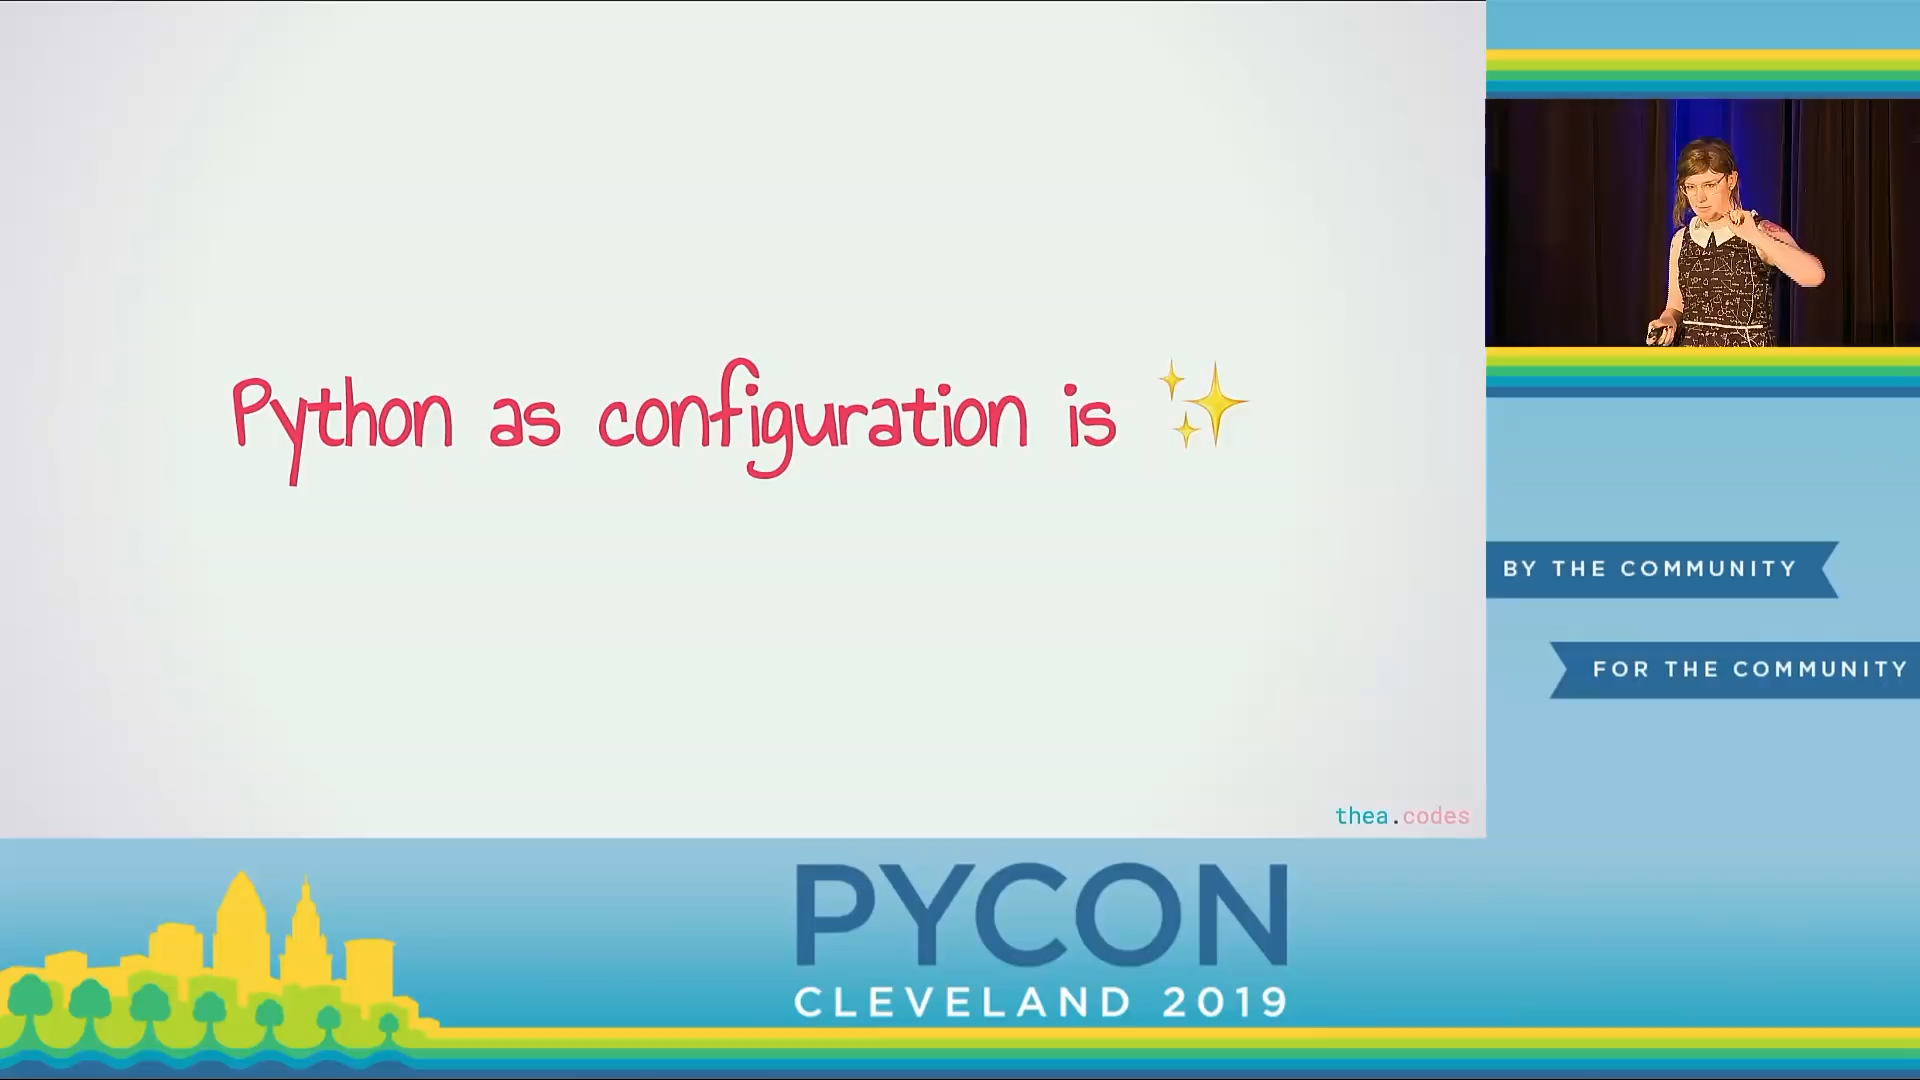 Python as configuration is ✨
thea.codes
BY THE COMMUNITY
FOR THE COMMUNITY
PYCON
CLEVELAND 2019